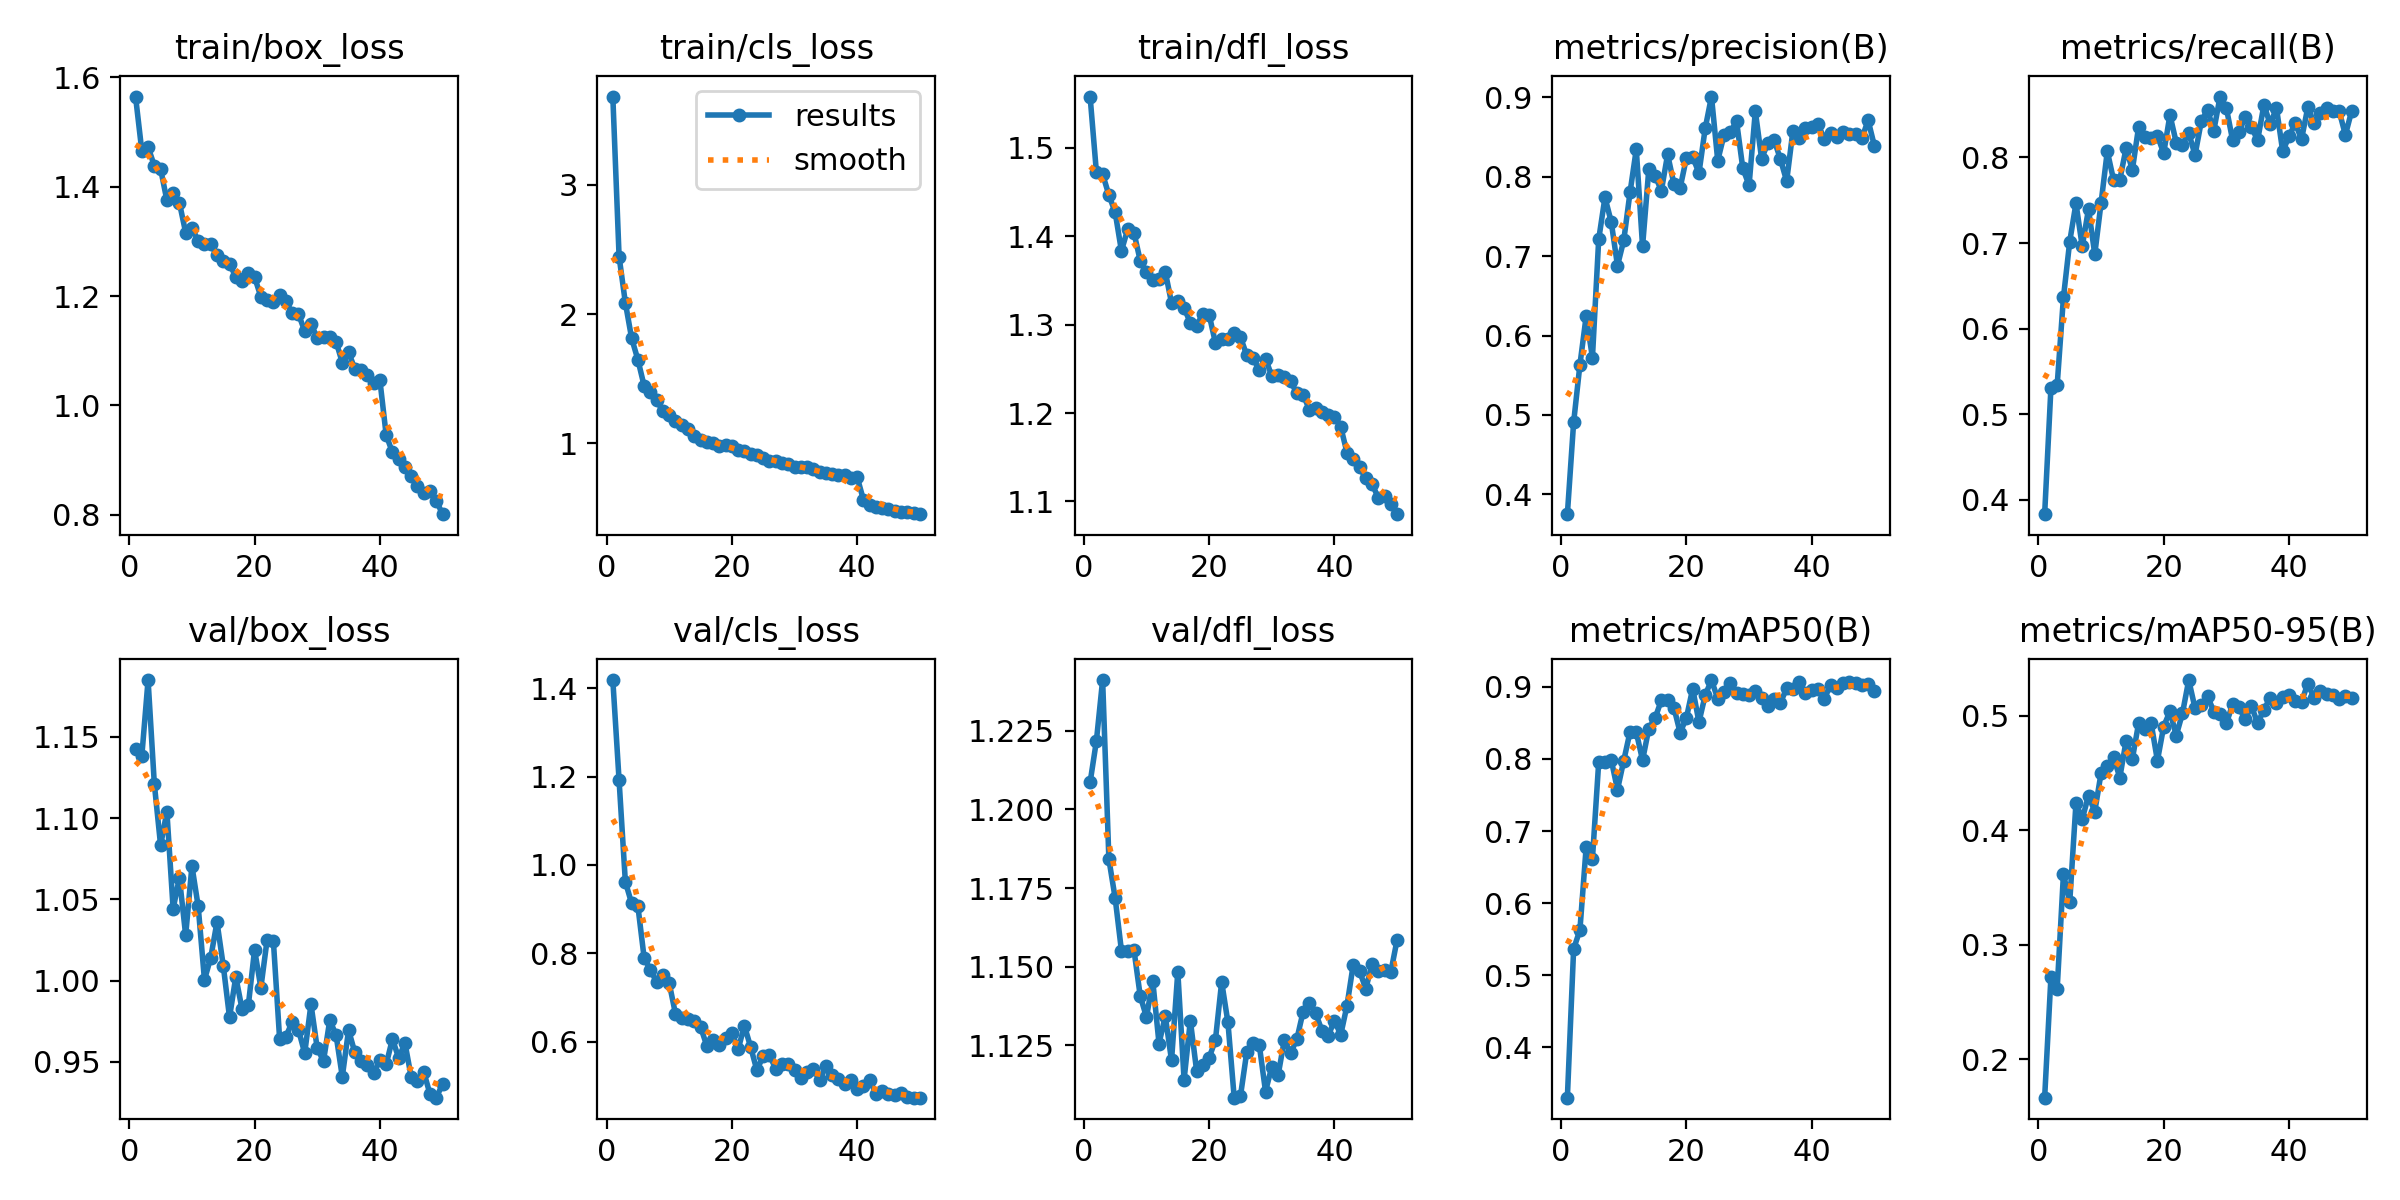 train/box_loss
1.6
1.4
1.2
1.0
0.8
0 20 40
train/cls_loss
results
smooth
3
2
1
0 20 40
train/dfl_loss
1.5
1.4
1.3
1.2
1.1
0 20 40
metrics/precision(B)
0.9
0.8
0.7
0.6
0.5
0.4
0 20 40
metrics/recall(B)
0.8
0.7
0.6
0.5
0.4
0 20 40
val/box_loss
1.15
1.10
1.05
1.00
0.95
0 20 40
val/cls_loss
1.4
1.2
1.0
0.8
0.6
0 20 40
val/dfl_loss
1.225
1.200
1.175
1.150
1.125
0 20 40
metrics/mAP50(B)
0.9
0.8
0.7
0.6
0.5
0.4
0 20 40
metrics/mAP50-95(B)
0.5
0.4
0.3
0.2
0 20 40